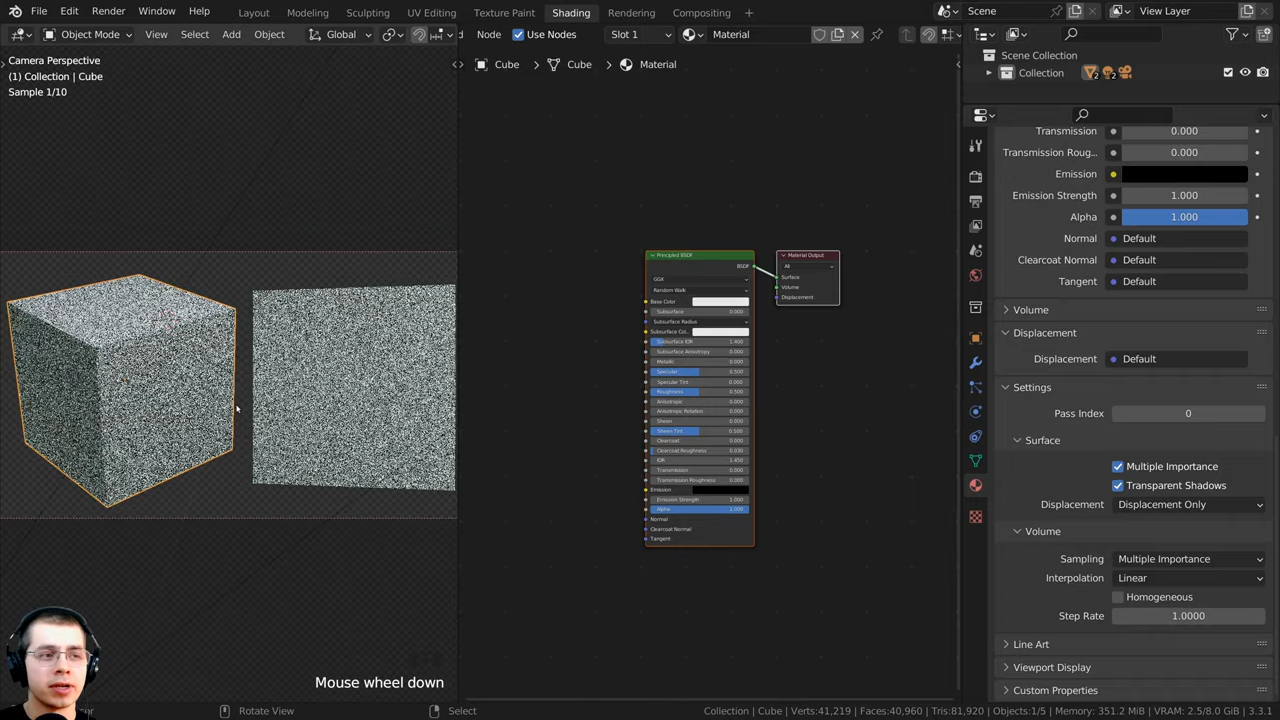 File Edit Render Window Help Layout Modeling Sculpting UV Editing Texture Paint Shading Rendering Compositing Scene View Layer
Object Mode View Select Add Object Global Node Use Nodes Slot 1 Material
Camera Perspective
(1) Collection | Cube
Sample 1/10
Cube Cube Material
Principled BSDF
BSDF
GGX
Random Walk
Base Color
Subsurface 0.000
Subsurface Radius
Subsurface Col...
Subsurface IOR 1.400
Subsurface Anisotropy 0.000
Metallic 0.000
Specular 0.500
Specular Tint 0.000
Roughness 0.500
Anisotropic 0.000
Anisotropic Rotation 0.000
Sheen 0.000
Sheen Tint 0.500
Clearcoat 0.000
Clearcoat Roughness 0.030
IOR 1.450
Transmission 0.000
Transmission Roughness 0.000
Emission
Emission Strength 1.000
Alpha 1.000
Normal
Clearcoat Normal
Tangent
Material Output
All
Surface
Volume
Displacement
Scene Collection
Collection 2 2
Transmission 0.000
Transmission Roug... 0.000
Emission
Emission Strength 1.000
Alpha 1.000
Normal Default
Clearcoat Normal Default
Tangent Default
Volume
Displacement
Displacement Default
Settings
Pass Index 0
Surface
Multiple Importance
Transparent Shadows
Displacement Displacement Only
Volume
Sampling Multiple Importance
Interpolation Linear
Homogeneous
Step Rate 1.0000
Line Art
Viewport Display
Custom Properties
Mouse wheel down
Rotate View Select Collection | Cube | Verts:41,219 | Faces:40,960 | Tris:81,920 | Objects:1/5 | Memory: 351.2 MiB | VRAM: 2.5/8.0 GiB | 3.3.1